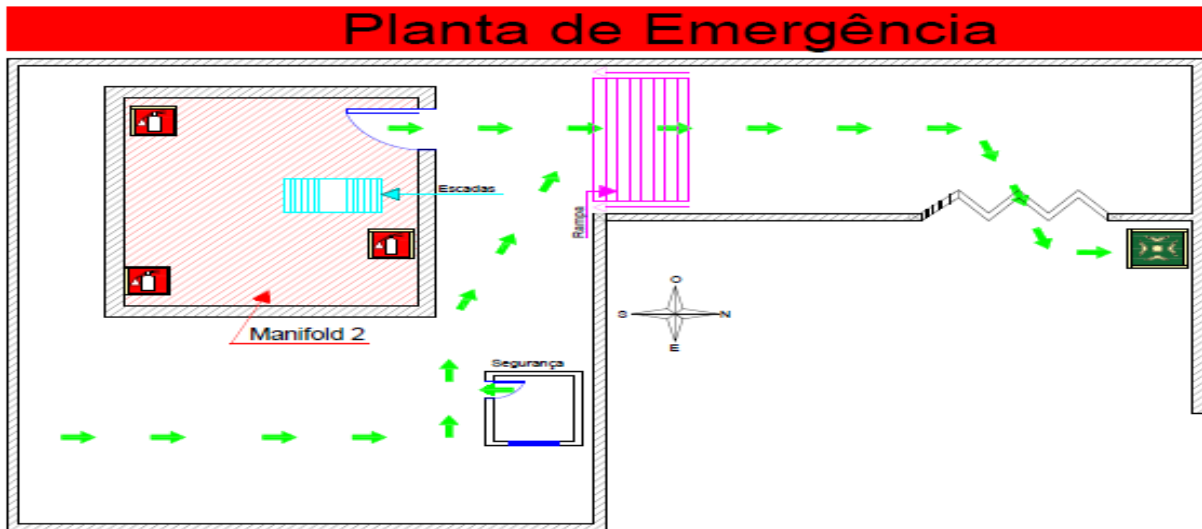 Planta de Emergência
Escadas
Rampa
Manifold 2
O
S N
E
Segurança